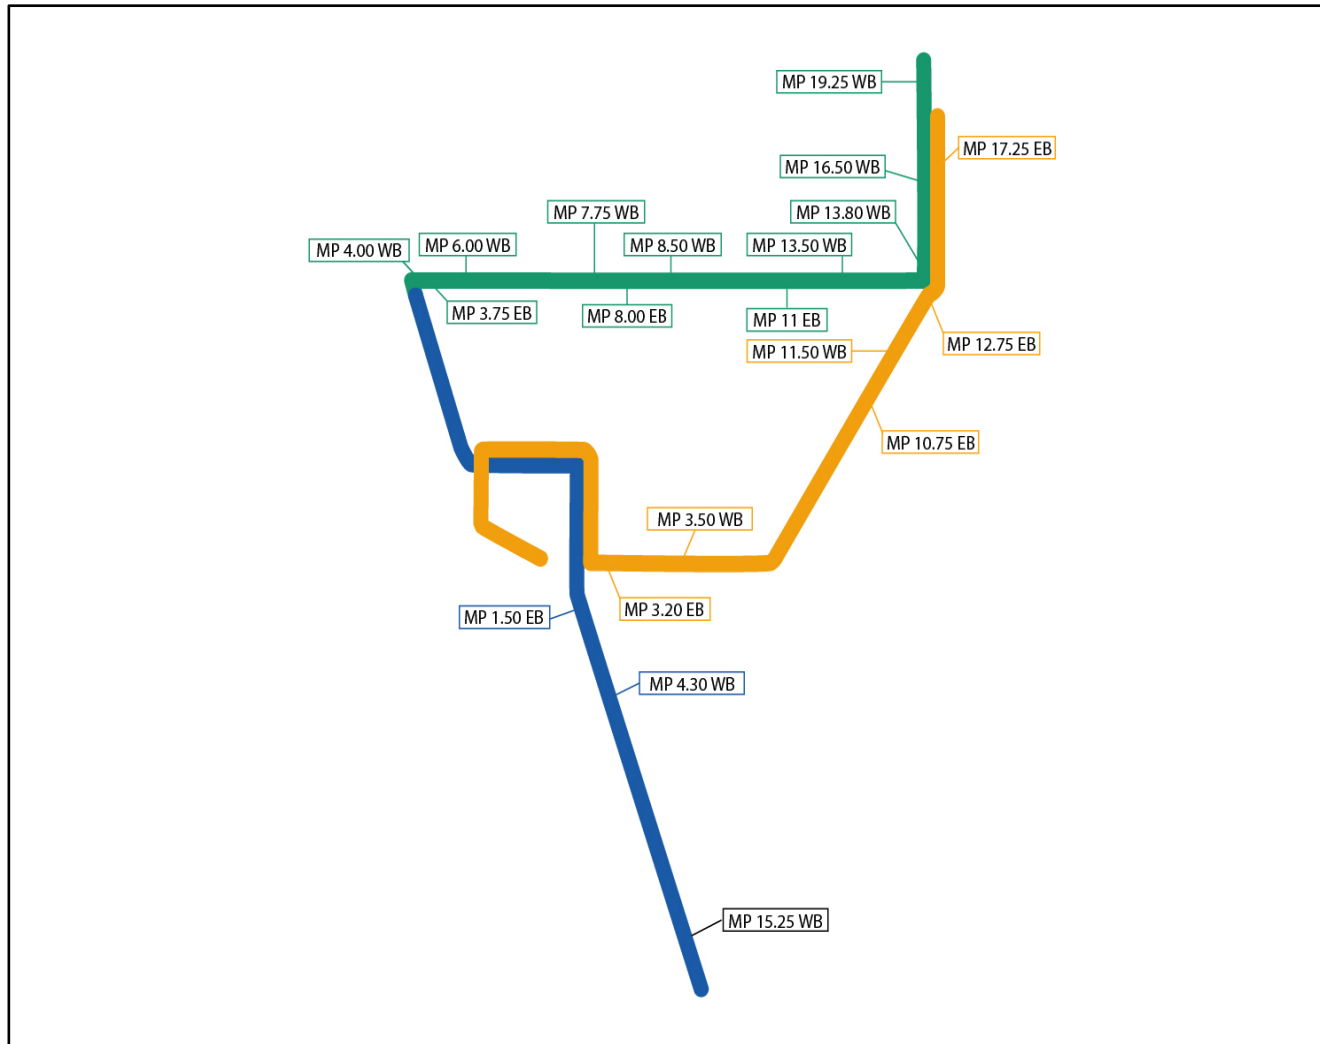 MP 19.25 WB
MP 17.25 EB
MP 16.50 WB
MP 7.75 WB
MP 13.80 WB
MP 4.00 WB
MP 6.00 WB
MP 8.50 WB
MP 13.50 WB
MP 3.75 EB
MP 8.00 EB
MP 11 EB
MP 11.50 WB
MP 12.75 EB
MP 10.75 EB
MP 3.50 WB
MP 3.20 EB
MP 1.50 EB
MP 4.30 WB
MP 15.25 WB